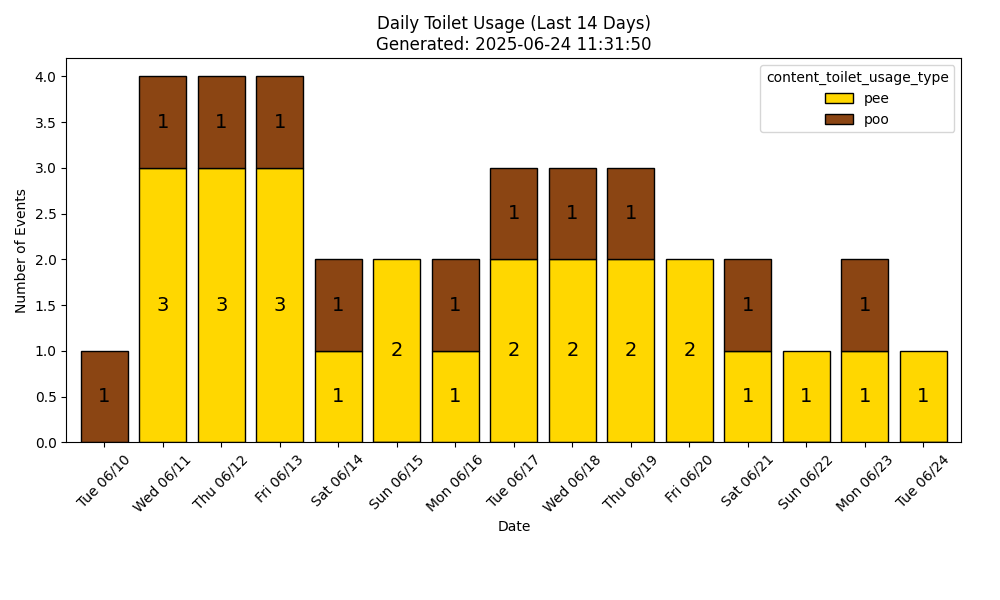 Daily Toilet Usage (Last 14 Days)
Generated: 2025-06-24 11:31:50
content_toilet_usage_type
pee
poo
Number of Events
4.0
3.5
3.0
2.5
2.0
1.5
1.0
0.5
0.0
1
3
1
3
1
3
1
1
1
2
1
1
2
1
2
1
2
1
2
1
1
1
1
1
1
Tue 06/10
Wed 06/11
Thu 06/12
Fri 06/13
Sat 06/14
Sun 06/15
Mon 06/16
Tue 06/17
Wed 06/18
Thu 06/19
Fri 06/20
Sat 06/21
Sun 06/22
Mon 06/23
Tue 06/24
Date